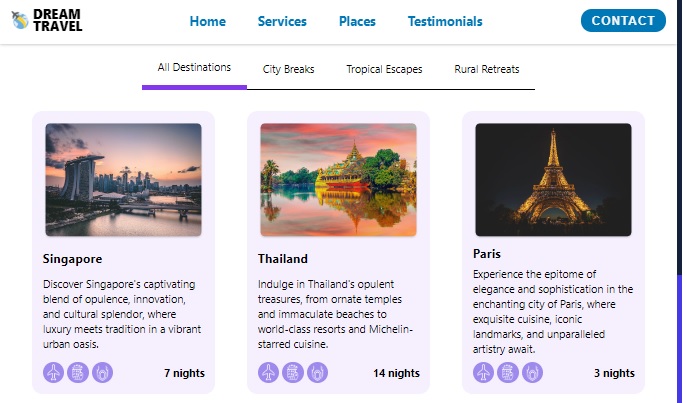 DREAM
TRAVEL
Home Services Places Testimonials
CONTACT
All Destinations City Breaks Tropical Escapes Rural Retreats
Singapore
Discover Singapore's captivating
blend of opulence, innovation,
and cultural splendor, where
luxury meets tradition in a vibrant
urban oasis.
7 nights
Thailand
Indulge in Thailand's opulent
treasures, from ornate temples
and immaculate beaches to
world-class resorts and Michelin-
starred cuisine.
14 nights
Paris
Experience the epitome of
elegance and sophistication in the
enchanting city of Paris, where
exquisite cuisine, iconic
landmarks, and unparalleled
artistry await.
3 nights